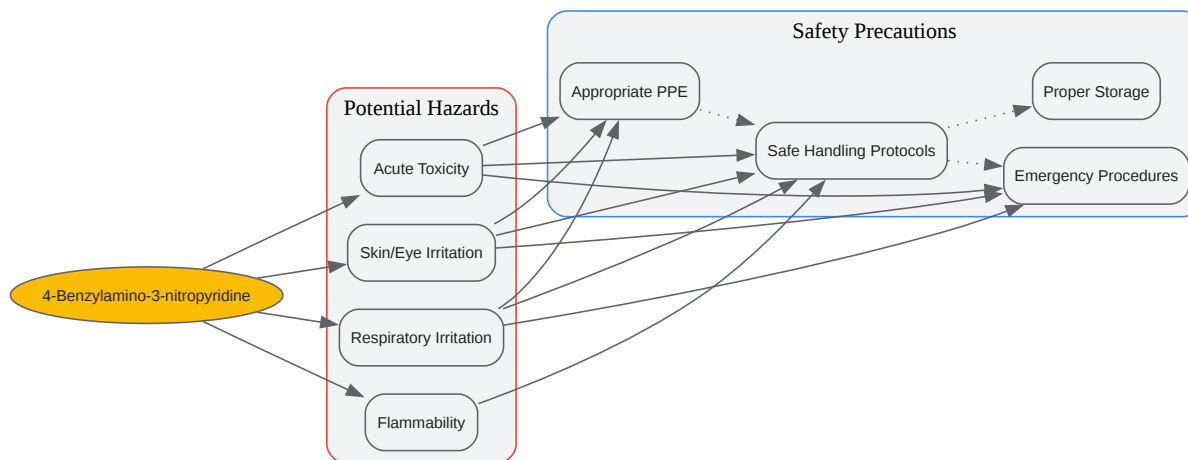 Safety Precautions
Appropriate PPE
Proper Storage
Potential Hazards
Safe Handling Protocols
Acute Toxicity
Emergency Procedures
Skin/Eye Irritation
4-Benzylamino-3-nitropyridine
Respiratory Irritation
Flammability